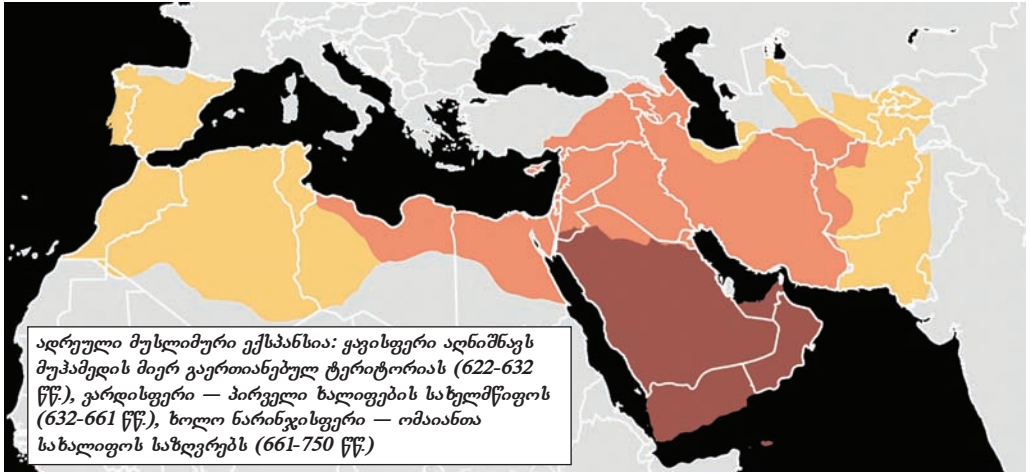 ადრეული მუსლიმური ექსპანსია: ყავისფერი აღნიშნავს
მუჰამედის მიერ გაერთიანებულ ტერიტორიას (622-632
წწ.), ვარდისფერი — პირველი ხალიფების სახელმწიფოს
(632-661 წწ.), ხოლო ნარინჯისფერი — ომაიანთა
სახალიფოს საზღვრებს (661-750 წწ.)